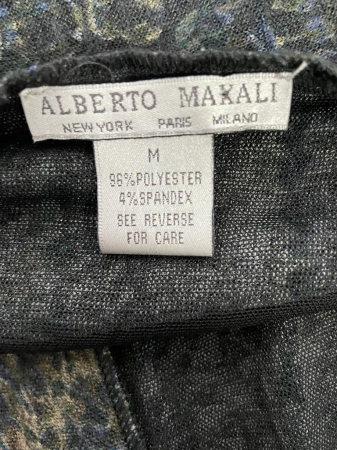 ALBERTO MAKALI
NEW YORK PARIS MILANO
M
96%POLYESTER
4%SPANDEX
SEE REVERSE
FOR CARE